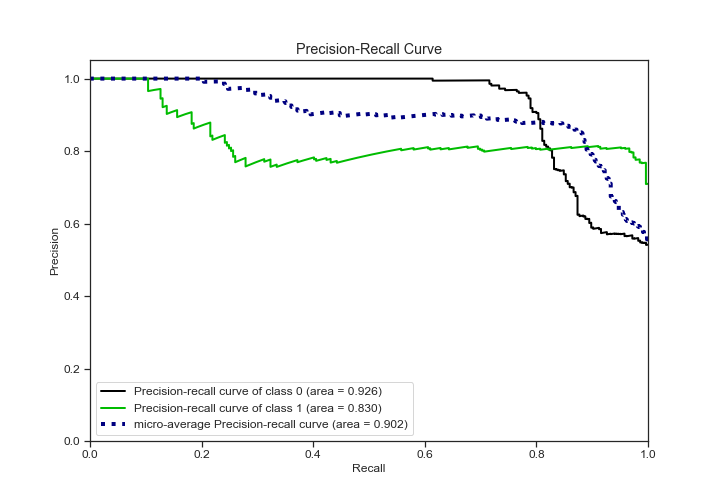 Precision-Recall Curve
1.0
0.8
0.6
0.4
0.2
0.0
Precision
Precision-recall curve of class 0 (area = 0.926)
Precision-recall curve of class 1 (area = 0.830)
micro-average Precision-recall curve (area = 0.902)
0.0 0.2 0.4 0.6 0.8 1.0
Recall